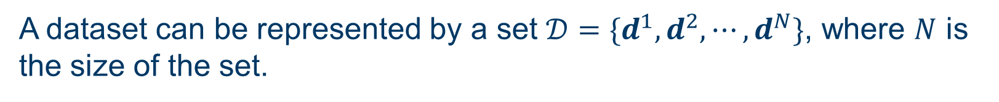 A dataset can be represented by a set 𝒟 = {𝒅¹, 𝒅², ⋯, 𝒅ᴺ}, where 𝑁 is
the size of the set.